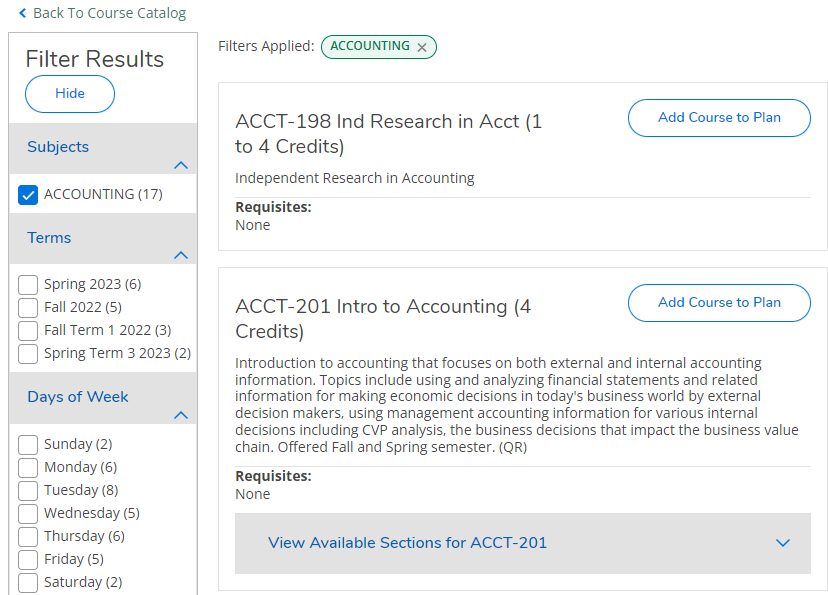 Back To Course Catalog
Filter Results
Hide
Subjects
ACCOUNTING (17)
Terms
Spring 2023 (6)
Fall 2022 (5)
Fall Term 1 2022 (3)
Spring Term 3 2023 (2)
Days of Week
Sunday (2)
Monday (6)
Tuesday (8)
Wednesday (5)
Thursday (6)
Friday (5)
Saturday (2)
Filters Applied: ACCOUNTING
ACCT-198 Ind Research in Acct (1
to 4 Credits)
Add Course to Plan
Independent Research in Accounting
Requisites:
None
ACCT-201 Intro to Accounting (4
Credits)
Add Course to Plan
Introduction to accounting that focuses on both external and internal accounting
information. Topics include using and analyzing financial statements and related
information for making economic decisions in today's business world by external
decision makers, using management accounting information for various internal
decisions including CVP analysis, the business decisions that impact the business value
chain. Offered Fall and Spring semester. (QR)
Requisites:
None
View Available Sections for ACCT-201